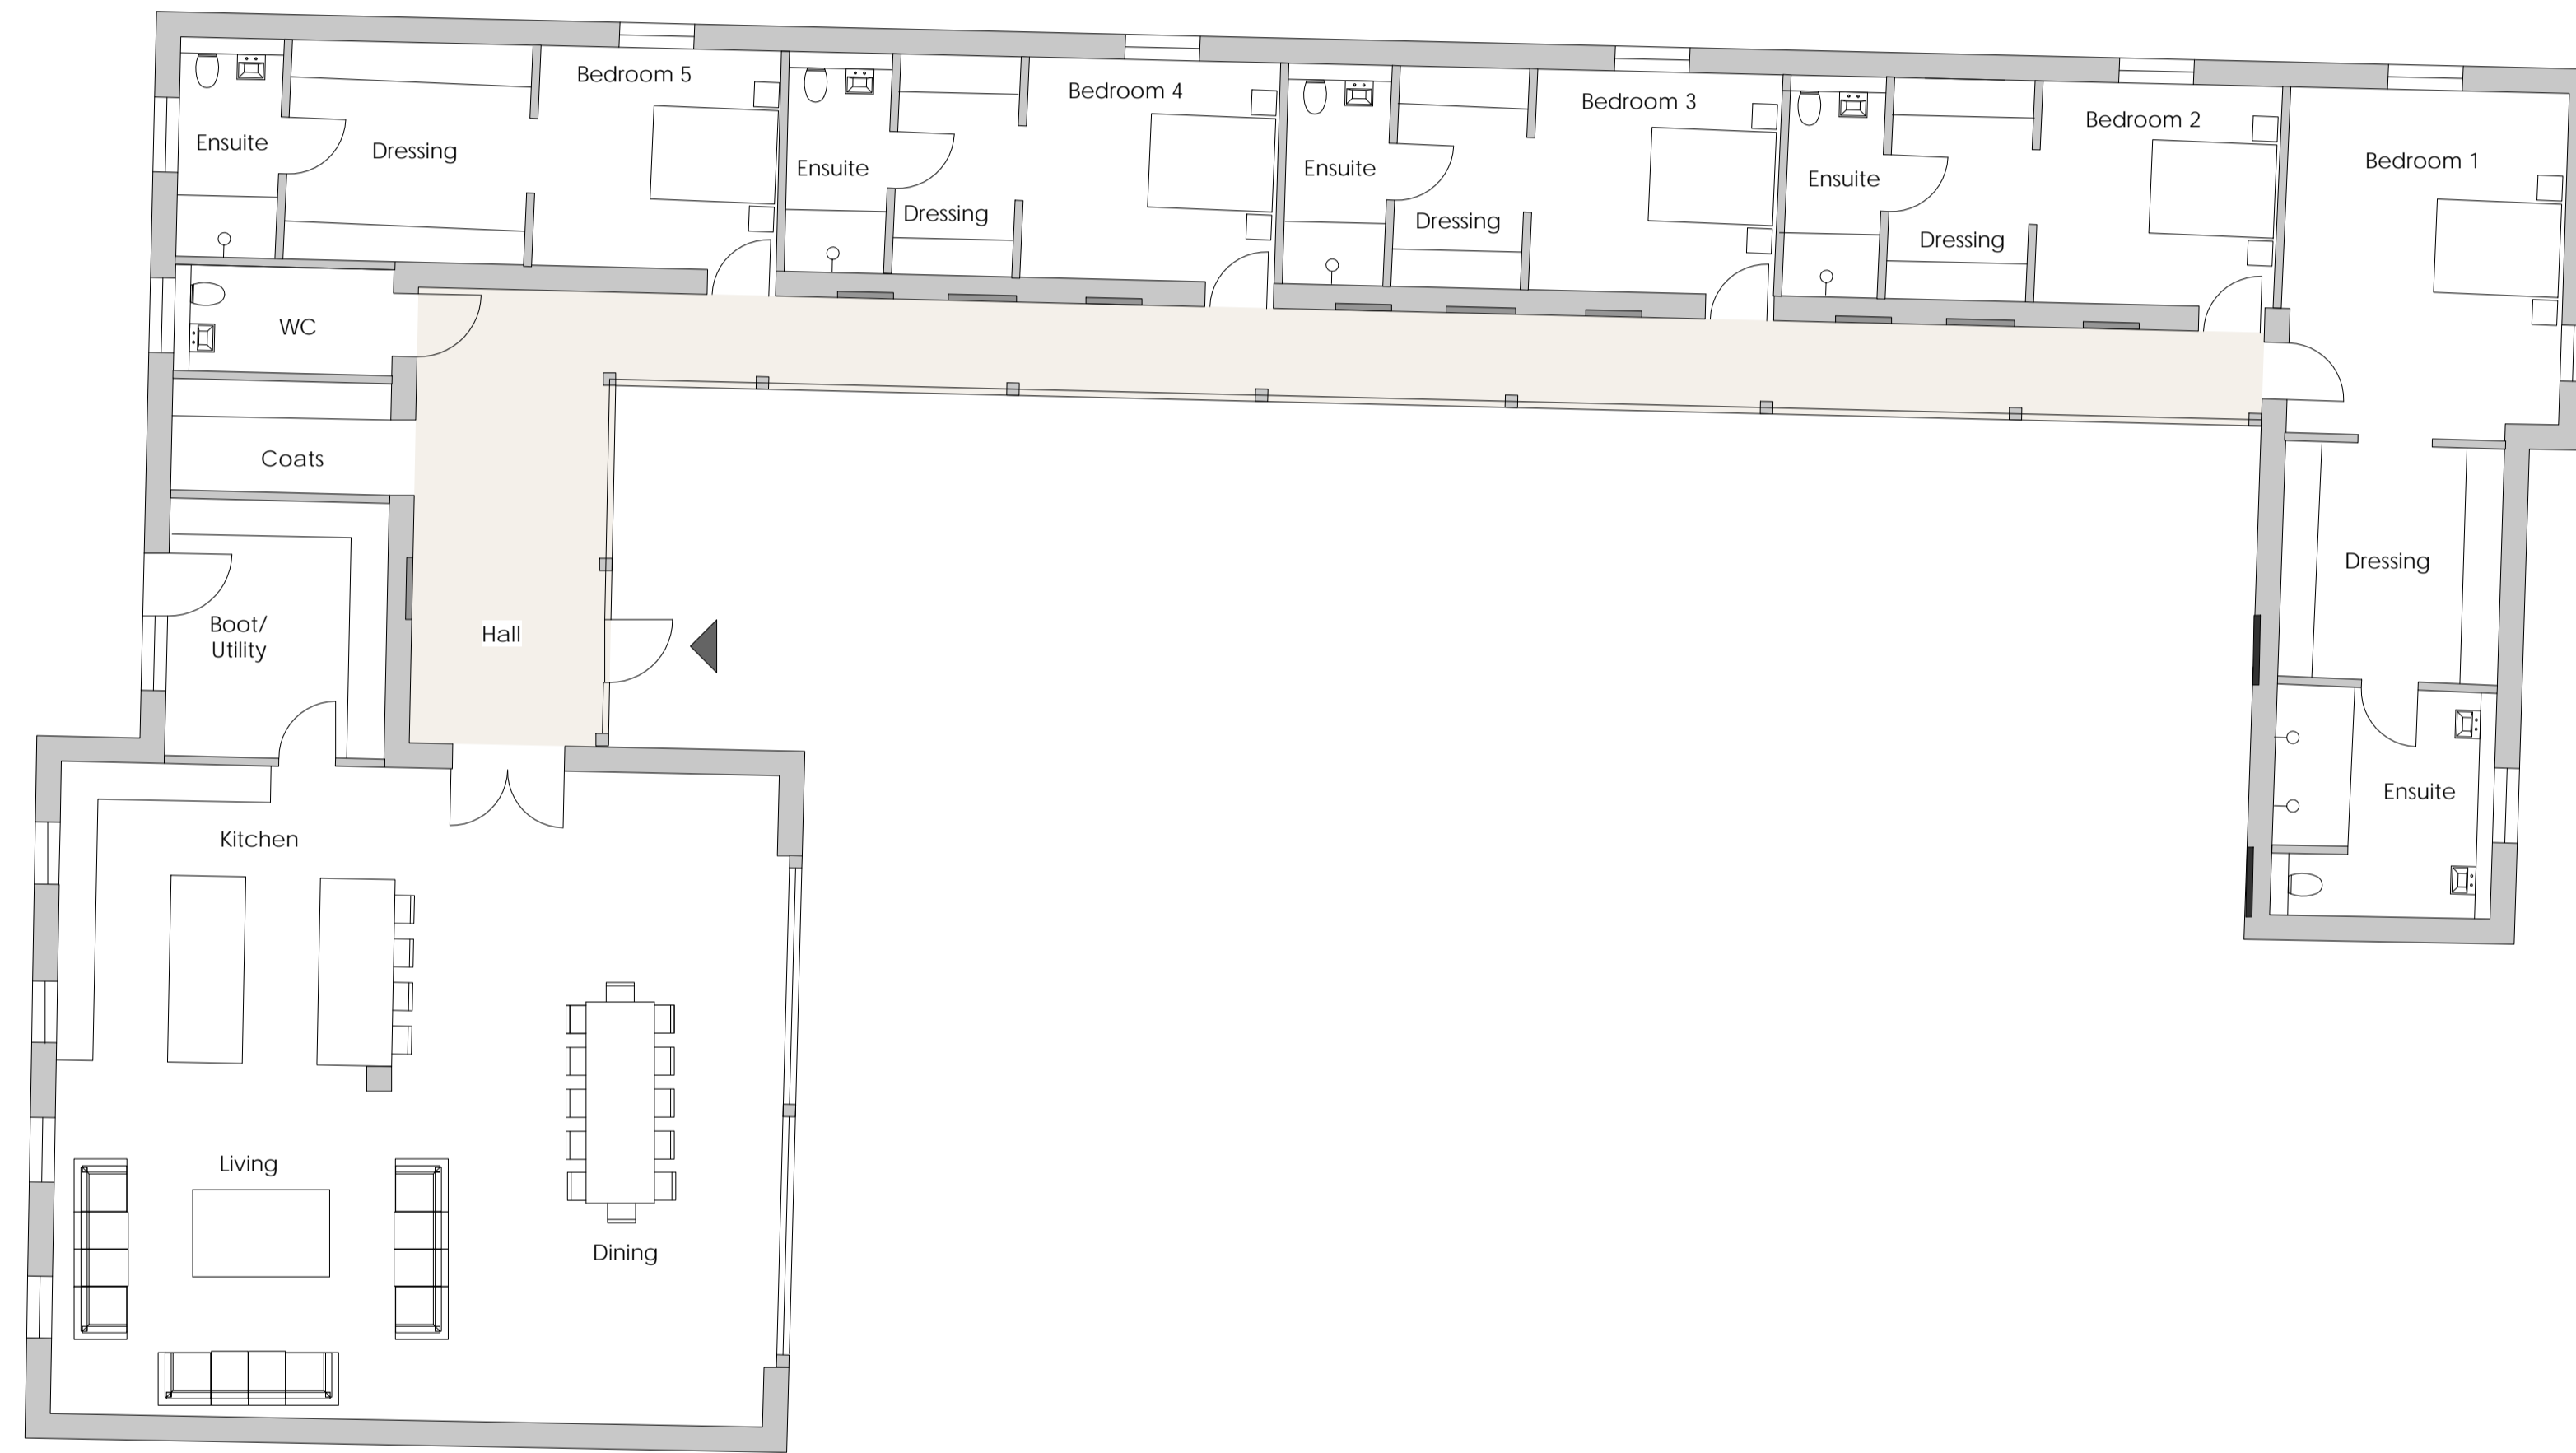 Bedroom 5
Bedroom 4
Bedroom 3
Bedroom 2
Bedroom 1
Ensuite
Dressing
Ensuite
Dressing
Ensuite
Dressing
Ensuite
Dressing
WC
Coats
Dressing
Boot/
Utility
Hall
Ensuite
Kitchen
Living
Dining